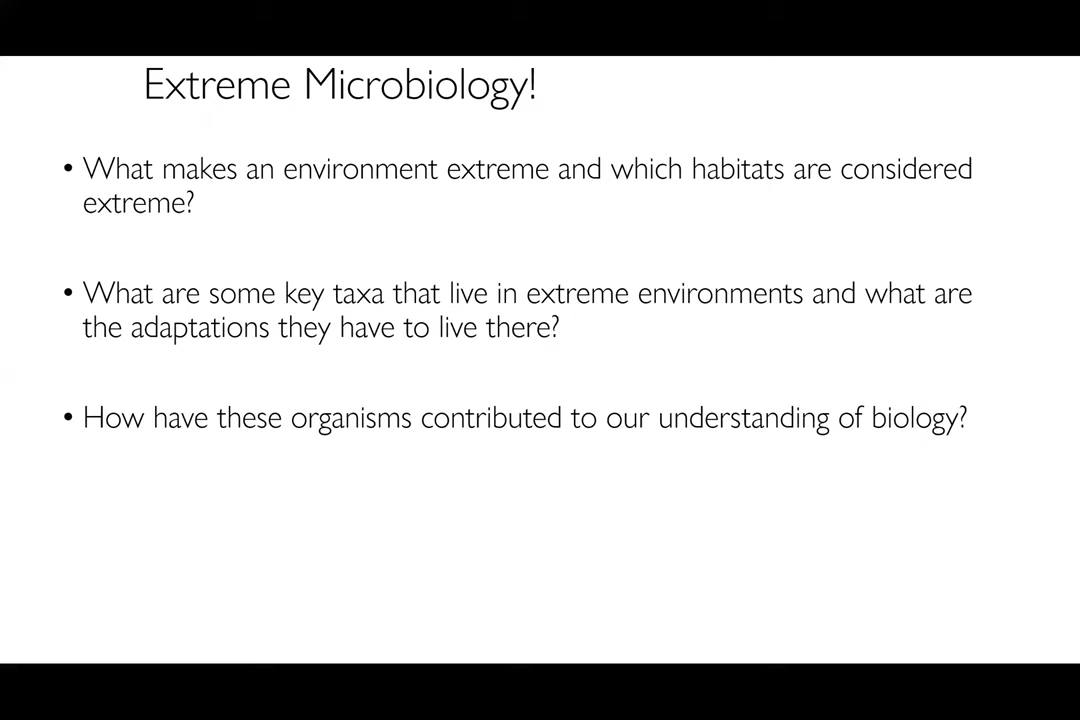 Extreme Microbiology!
• What makes an environment extreme and which habitats are considered
extreme?
• What are some key taxa that live in extreme environments and what are
the adaptations they have to live there?
• How have these organisms contributed to our understanding of biology?